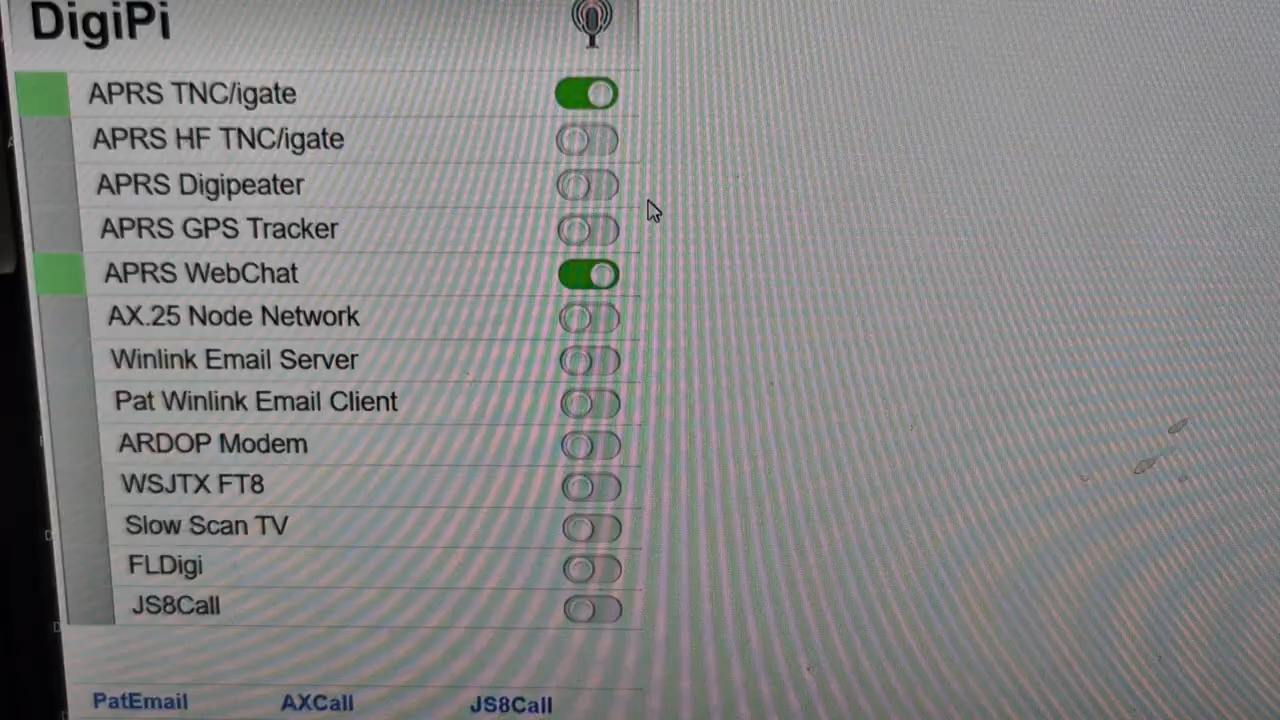 DigiPi
APRS TNC/igate
APRS HF TNC/igate
APRS Digipeater
APRS GPS Tracker
APRS WebChat
AX.25 Node Network
Winlink Email Server
Pat Winlink Email Client
ARDOP Modem
WSJTX FT8
Slow Scan TV
FLDigi
JS8Call
PatEmail AXCall JS8Call